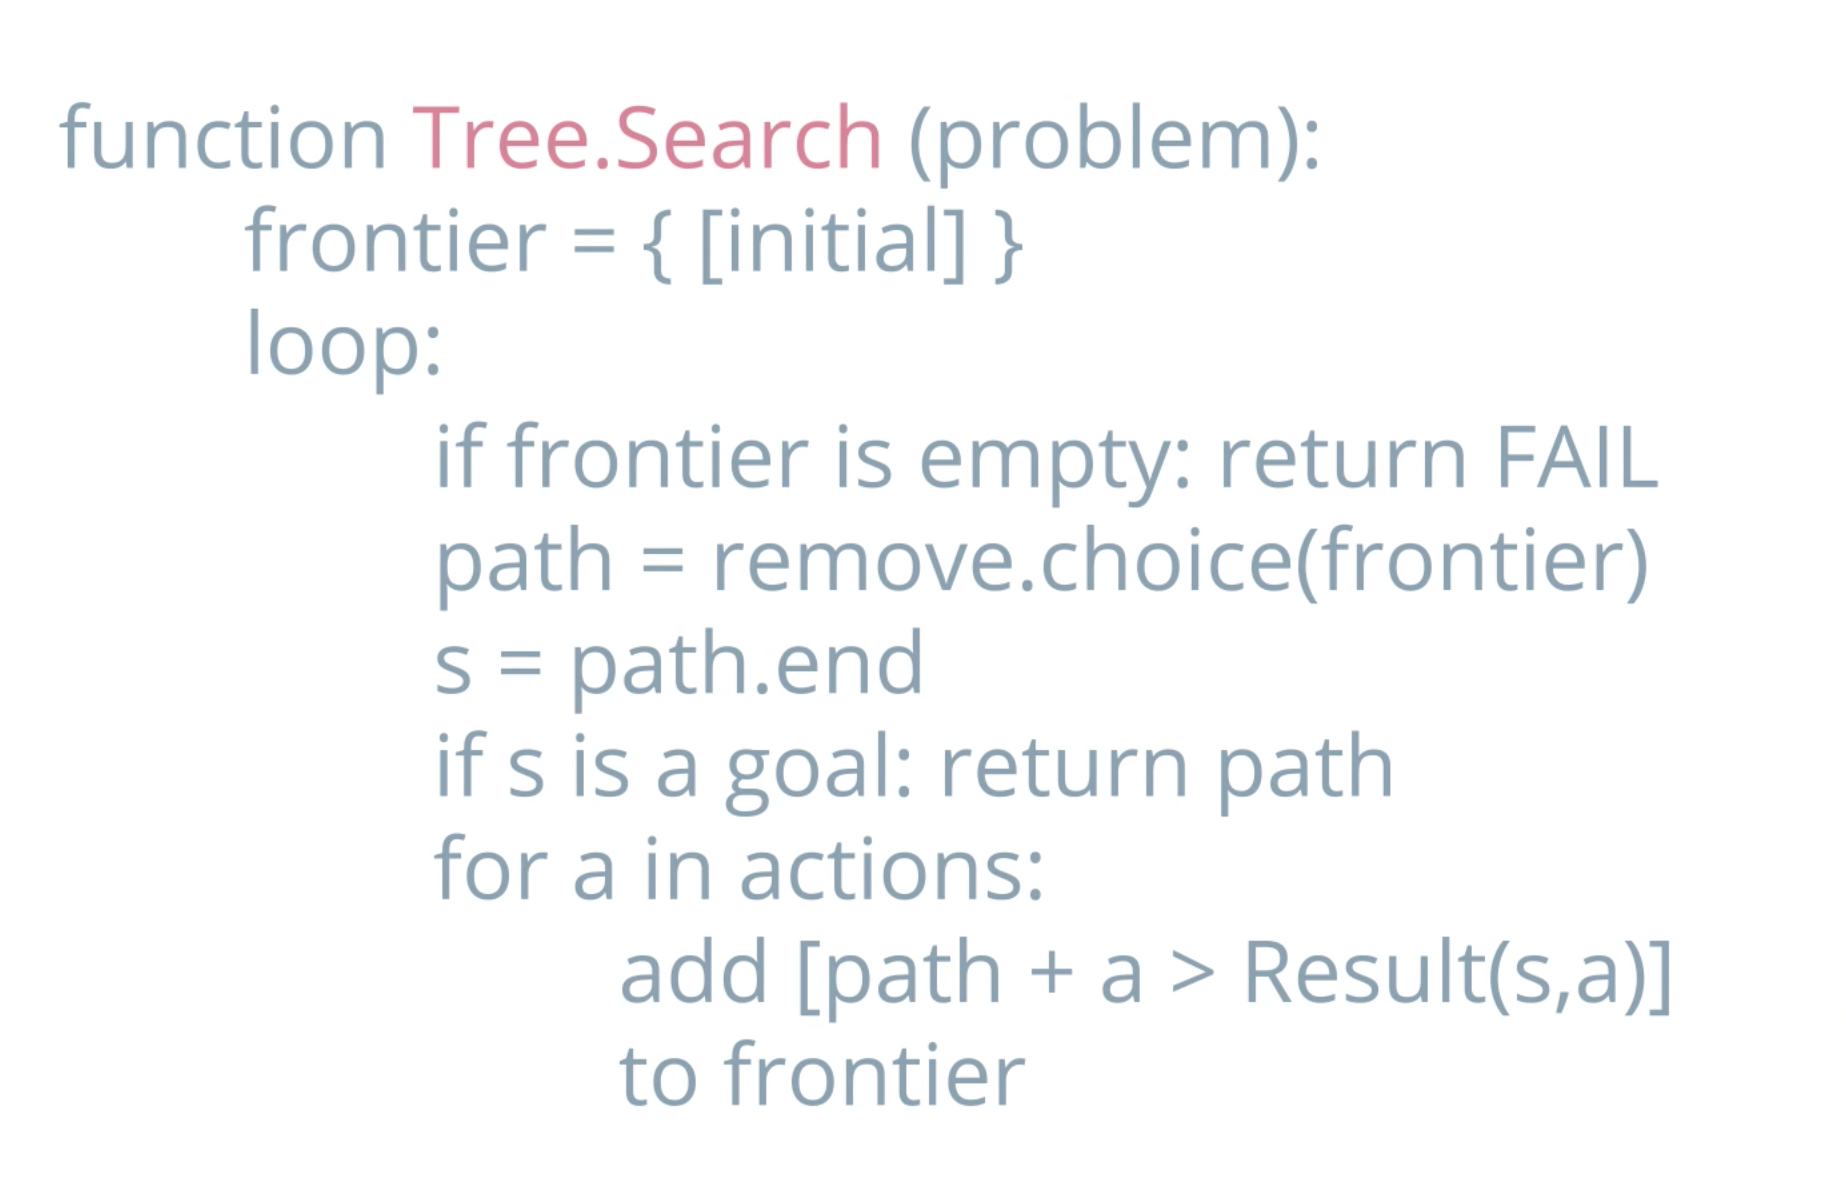 function Tree.Search (problem):
frontier = { [initial] }
loop:
if frontier is empty: return FAIL
path = remove.choice(frontier)
s = path.end
if s is a goal: return path
for a in actions:
add [path + a > Result(s,a)]
to frontier